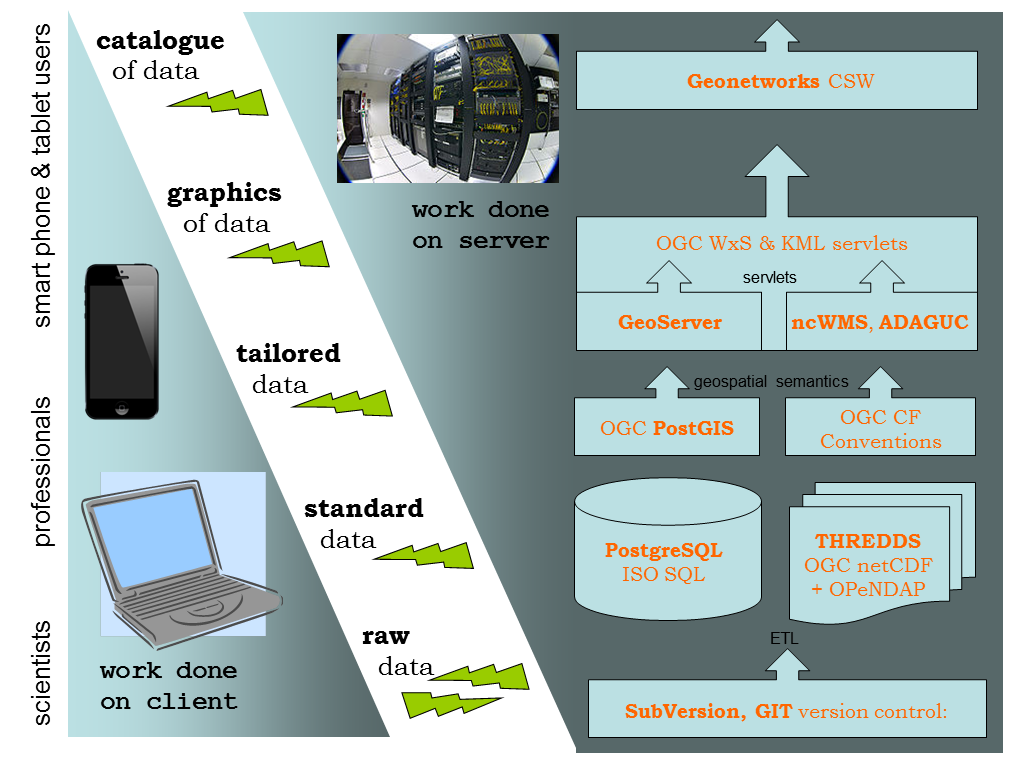 smart phone & tablet users
professionals
scientists
catalogue
of data
graphics
of data
tailored
data
standard
data
raw
data
work done
on server
work done
on client
Geonetworks CSW
OGC WxS & KML servlets
servlets
GeoServer
ncWMS, ADAGUC
geospatial semantics
OGC PostGIS
OGC CF
Conventions
PostgreSQL
ISO SQL
THREDDS
OGC netCDF
+ OPeNDAP
ETL
SubVersion, GIT version control: